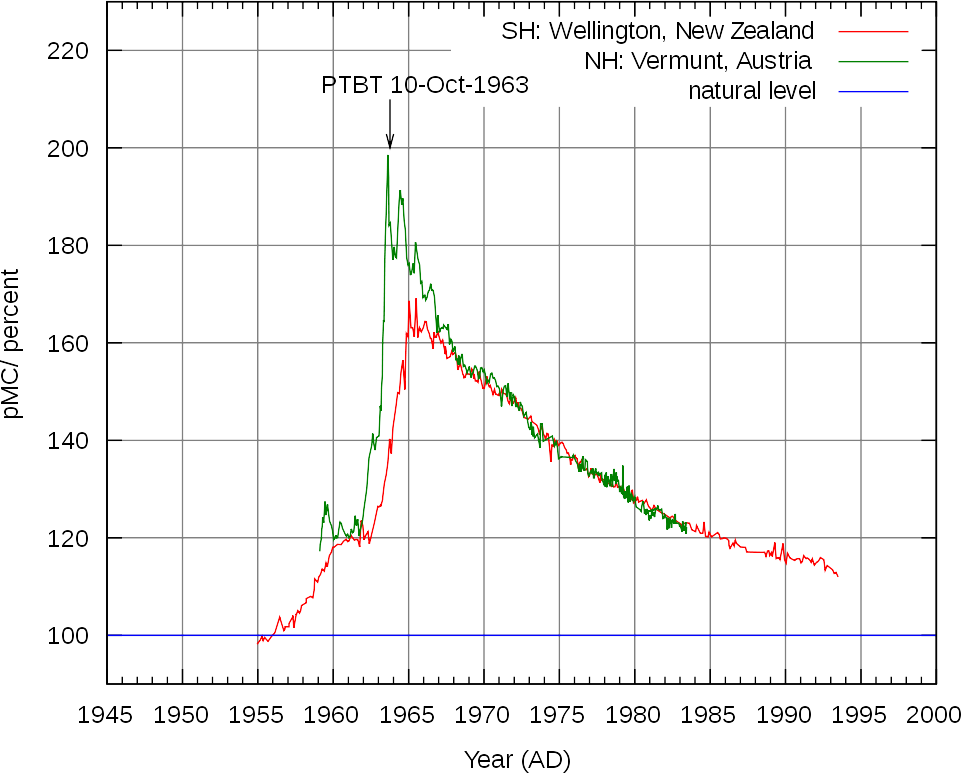 SH: Wellington, New Zealand
NH: Vermunt, Austria
natural level
PTBT 10-Oct-1963
220
200
180
160
140
120
100
pMC/ percent
1945 1950 1955 1960 1965 1970 1975 1980 1985 1990 1995 2000
Year (AD)